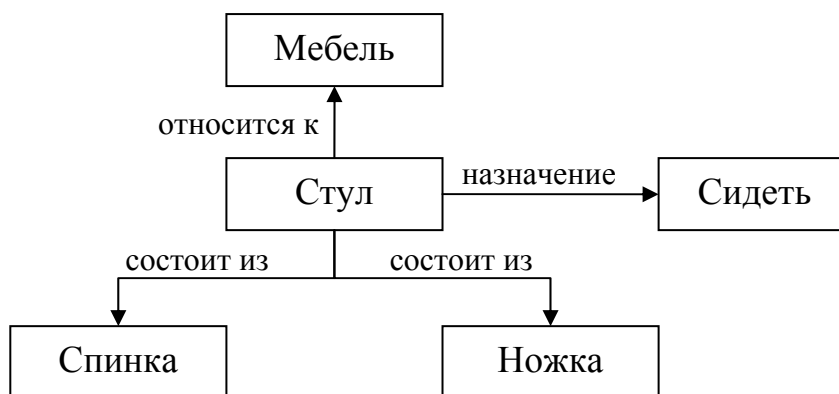 Мебель
относится к
Стул
назначение
Сидеть
состоит из
состоит из
Спинка
Ножка